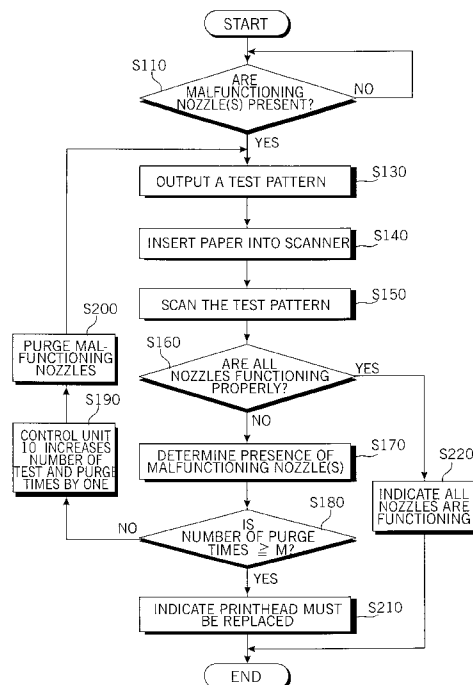 START
S110
ARE
MALFUNCTIONING
NOZZLE(S) PRESENT?
NO
YES
OUTPUT A TEST PATTERN
S130
INSERT PAPER INTO SCANNER
S140
SCAN THE TEST PATTERN
S150
S200
PURGE MAL-
FUNCTIONING
NOZZLES
S160
ARE ALL
NOZZLES FUNCTIONING
PROPERLY?
YES
NO
S190
CONTROL UNIT
10 INCREASES
NUMBER OF
TEST AND PURGE
TIMES BY ONE
DETERMINE PRESENCE OF
MALFUNCTIONING NOZZLE(S)
S170
S220
INDICATE ALL
NOZZLES ARE
FUNCTIONING
S180
IS
NUMBER OF PURGE
TIMES ≧ M?
NO
YES
INDICATE PRINTHEAD MUST
BE REPLACED
S210
END